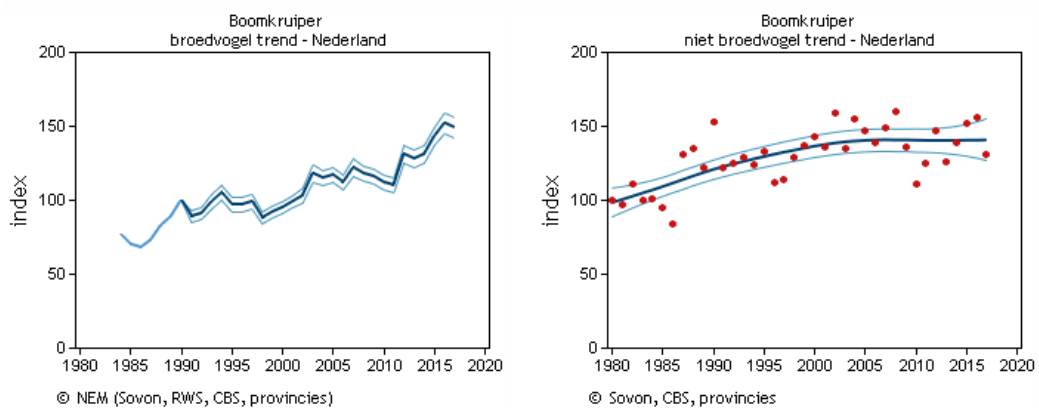 Boomkruiper
broedvogel trend - Nederland
200
150
100
50
0
index
1980 1985 1990 1995 2000 2005 2010 2015 2020
© NEM (Sovon, RWS, CBS, provincies)
Boomkruiper
niet broedvogel trend - Nederland
200
150
100
50
0
index
1980 1985 1990 1995 2000 2005 2010 2015 2020
© Sovon, CBS, provincies